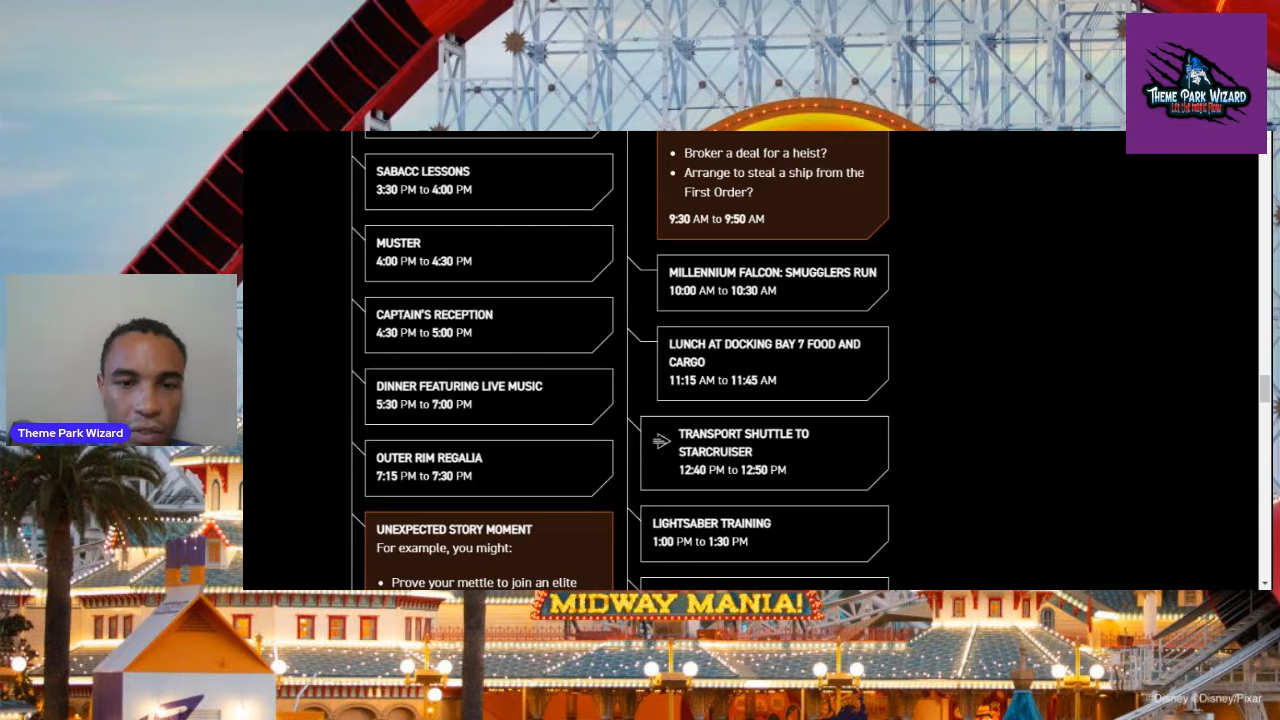 THEME PARK WIZARD
Let the Magic Flow
SABACC LESSONS
3:30 PM to 4:00 PM
MUSTER
4:00 PM to 4:30 PM
CAPTAIN'S RECEPTION
4:30 PM to 5:00 PM
DINNER FEATURING LIVE MUSIC
5:30 PM to 7:00 PM
OUTER RIM REGALIA
7:15 PM to 7:30 PM
UNEXPECTED STORY MOMENT
For example, you might:
• Prove your mettle to join an elite
• Broker a deal for a heist?
• Arrange to steal a ship from the
First Order?
9:30 AM to 9:50 AM
MILLENNIUM FALCON: SMUGGLERS RUN
10:00 AM to 10:30 AM
LUNCH AT DOCKING BAY 7 FOOD AND
CARGO
11:15 AM to 11:45 AM
TRANSPORT SHUTTLE TO
STARCRUISER
12:40 PM to 12:50 PM
LIGHTSABER TRAINING
1:00 PM to 1:30 PM
Theme Park Wizard
MIDWAY MANIA!
©Disney ©Disney/Pixar